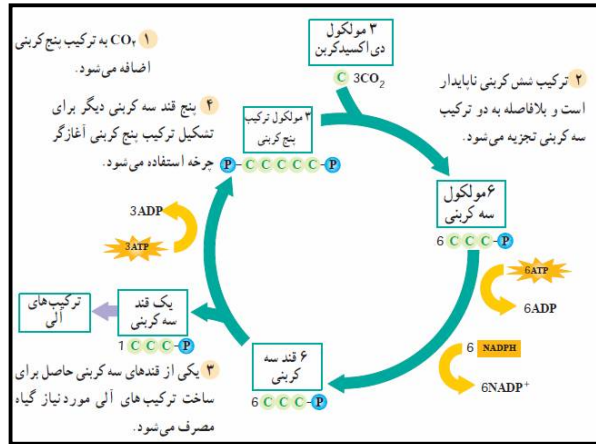 ۱ CO₂ به ترکیب پنج‌کربنی
اضافه می‌شود.
۳ مولکول
دی‌اکسیدکربن
C 3CO₂
۲ ترکیب شش کربنی ناپایدار
است و بلافاصله به دو ترکیب
سه کربنی تجزیه می‌شود.
۴ پنج قند سه کربنی دیگر برای
تشکیل ترکیب پنج کربنی آغازگر
چرخه استفاده می‌شود.
۳ مولکول ترکیب
پنج کربنی
P-C C C C C-P
۶ مولکول
سه کربنی
6 C C C-P
3ADP
3ATP
6ATP
6ADP
6 NADPH
6NADP⁺
ترکیب‌های
آلی
یک قند
سه کربنی
1 C C C-P
۶ قند سه
کربنی
6 C C C-P
۳ یکی از قندهای سه کربنی حاصل برای
ساخت ترکیب‌های آلی موردنیاز گیاه
مصرف می‌شود.